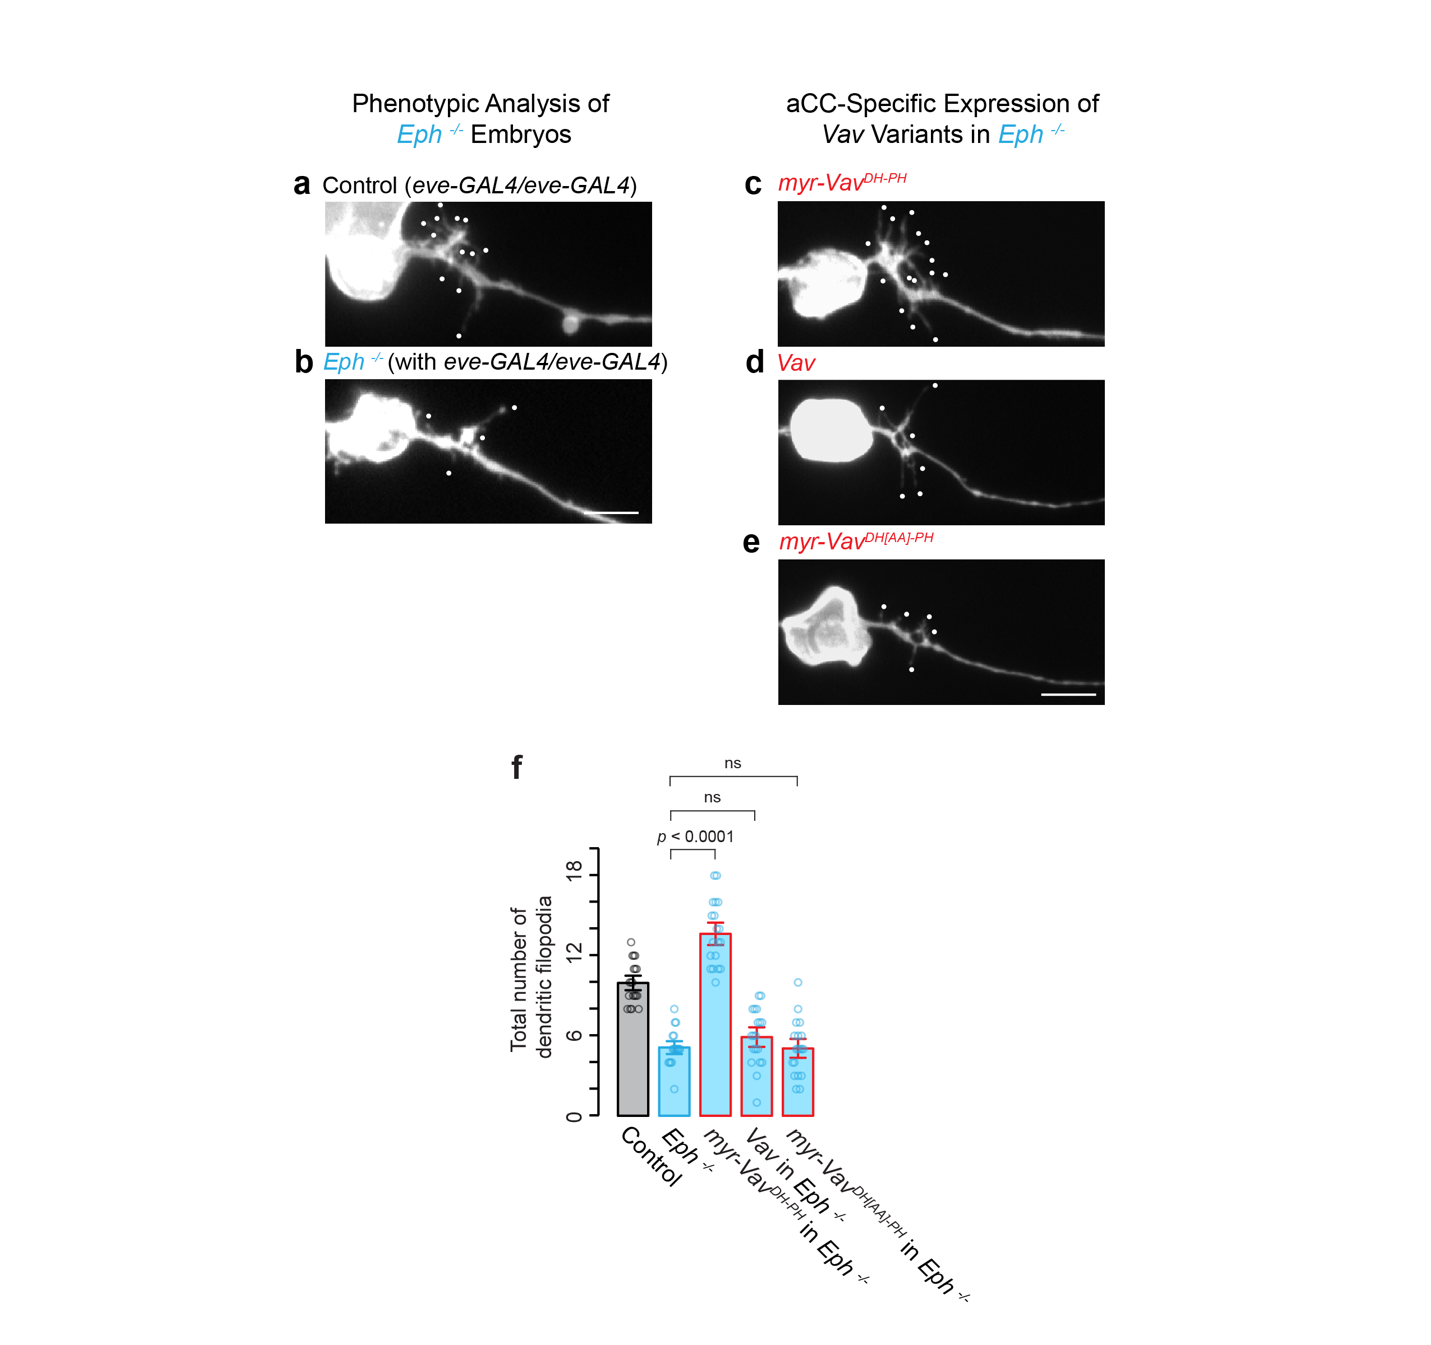 Phenotypic Analysis of
Eph -/- Embryos
aCC-Specific Expression of
Vav Variants in Eph -/-
a Control (eve-GAL4/eve-GAL4)
b Eph -/- (with eve-GAL4/eve-GAL4)
c myr-VavDH-PH
d Vav
e myr-VavDH[AA]-PH
f
ns
ns
p < 0.0001
Total number of
dendritic filopodia
18
12
6
0
Control
Eph -/-
myr-VavDH-PH in Eph -/-
Vav in Eph -/-
myr-VavDH[AA]-PH in Eph -/-